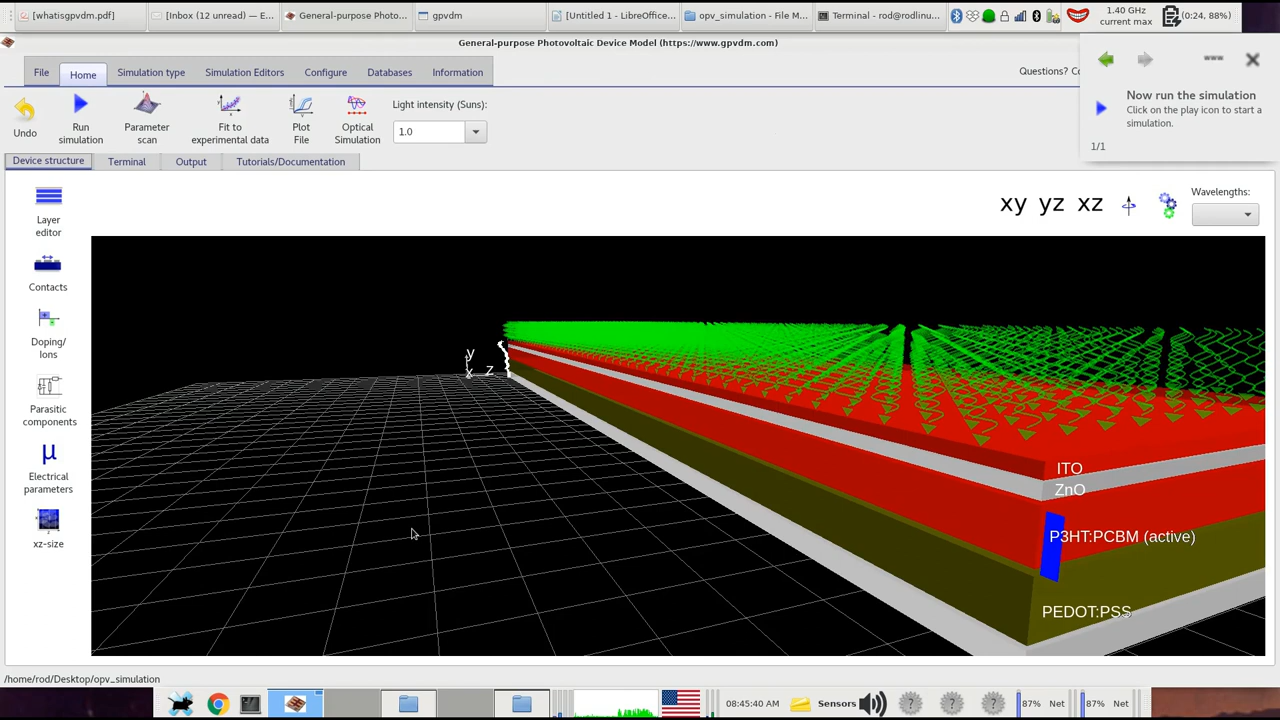 [whatisgpvdm.pdf]
[Inbox (12 unread) — E...
General-purpose Photo...
gpvdm
[Untitled 1 - LibreOffice...
opv_simulation - File M...
Terminal - rod@rodlinu...
1.40 GHz
current max
(0:24, 88%)
General-purpose Photovoltaic Device Model (https://www.gpvdm.com)
File
Home
Simulation type
Simulation Editors
Configure
Databases
Information
Questions? Co
Now run the simulation
Click on the play icon to start a
simulation.
1/1
Undo
Run
simulation
Parameter
scan
Fit to
experimental data
Plot
File
Optical
Simulation
Light intensity (Suns):
1.0
Device structure
Terminal
Output
Tutorials/Documentation
Layer
editor
Contacts
Doping/
Ions
Parasitic
components
μ
Electrical
parameters
xz-size
xy yz xz
Wavelengths:
y
x z
ITO
ZnO
P3HT:PCBM (active)
PEDOT:PSS
/home/rod/Desktop/opv_simulation
08:45:40 AM
Sensors
87% Net
87% Net